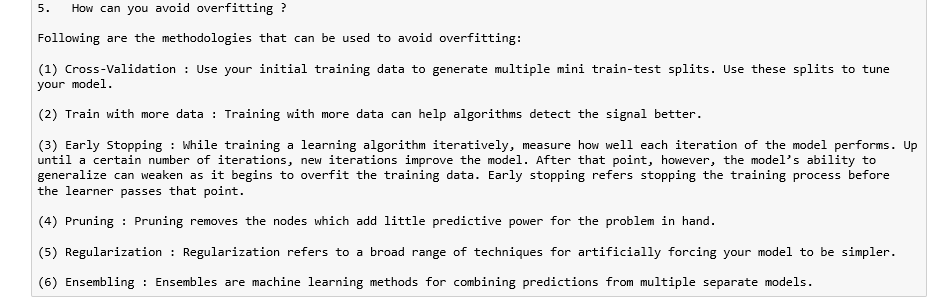 5.   How can you avoid overfitting ?
Following are the methodologies that can be used to avoid overfitting:
(1) Cross-Validation : Use your initial training data to generate multiple mini train-test splits. Use these splits to tune
your model.
(2) Train with more data : Training with more data can help algorithms detect the signal better.
(3) Early Stopping : While training a learning algorithm iteratively, measure how well each iteration of the model performs. Up
until a certain number of iterations, new iterations improve the model. After that point, however, the model’s ability to
generalize can weaken as it begins to overfit the training data. Early stopping refers stopping the training process before
the learner passes that point.
(4) Pruning : Pruning removes the nodes which add little predictive power for the problem in hand.
(5) Regularization : Regularization refers to a broad range of techniques for artificially forcing your model to be simpler.
(6) Ensembling : Ensembles are machine learning methods for combining predictions from multiple separate models.